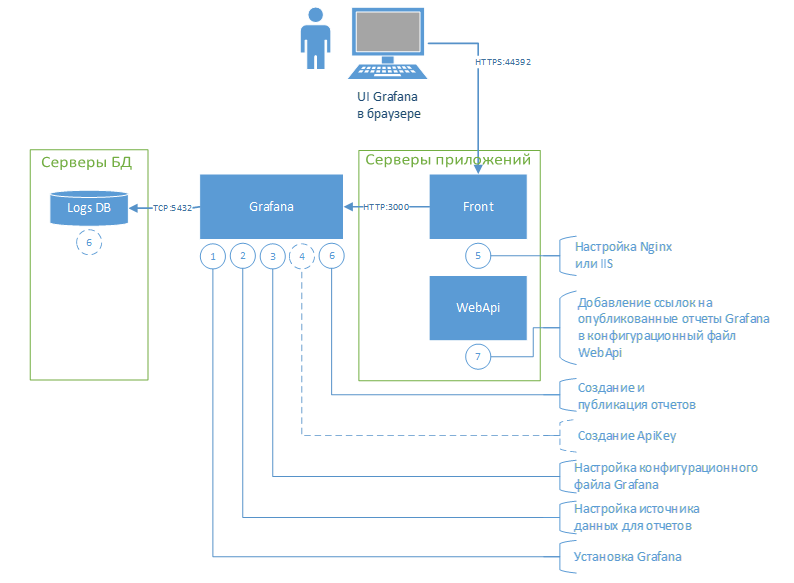 HTTPS:44392
UI Grafana
в браузере
Серверы БД
Серверы приложений
Logs DB
TCP:5432
Grafana
HTTP:3000
Front
6
1
2
3
4
6
5
Настройка Nginx
или IIS
WebApi
Добавление ссылок на
опубликованные отчеты Grafana
в конфигурационный файл
WebApi
7
Создание и
публикация отчетов
Создание ApiKey
Настройка конфигурационного
файла Grafana
Настройка источника
данных для отчетов
Установка Grafana